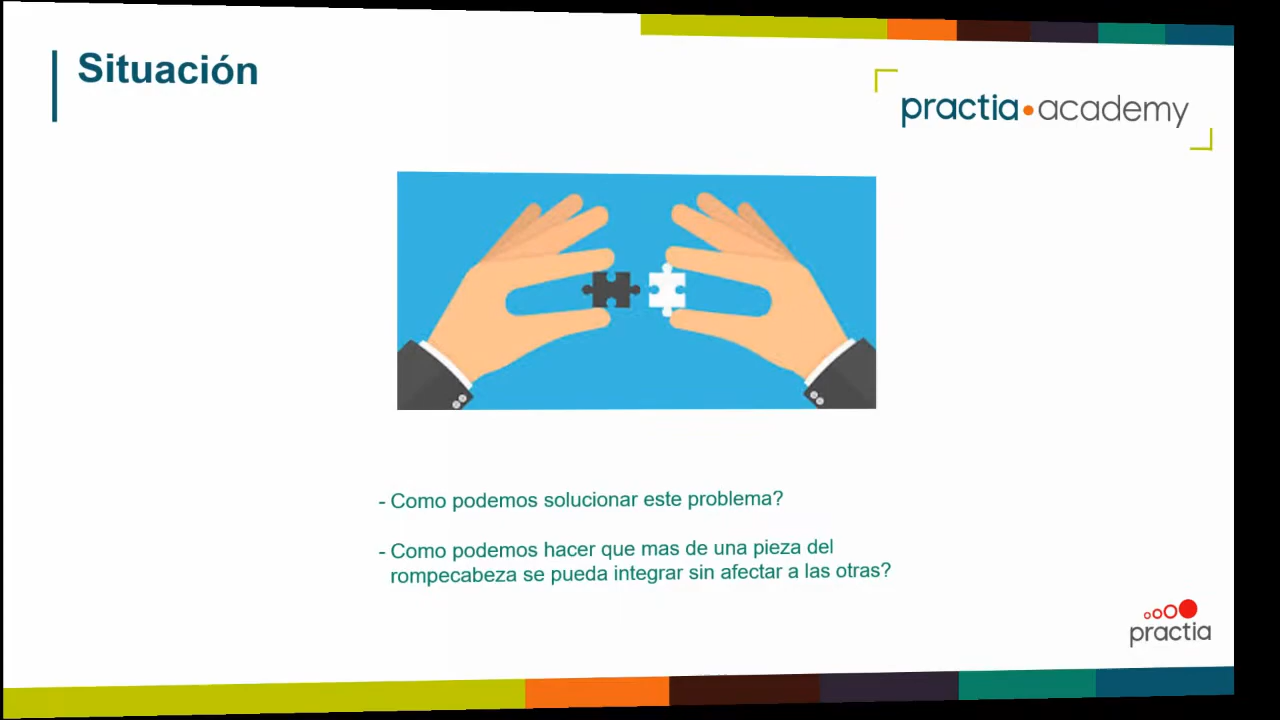 Situación
practia academy
- Como podemos solucionar este problema?
- Como podemos hacer que mas de una pieza del
rompecabeza se pueda integrar sin afectar a las otras?
practia